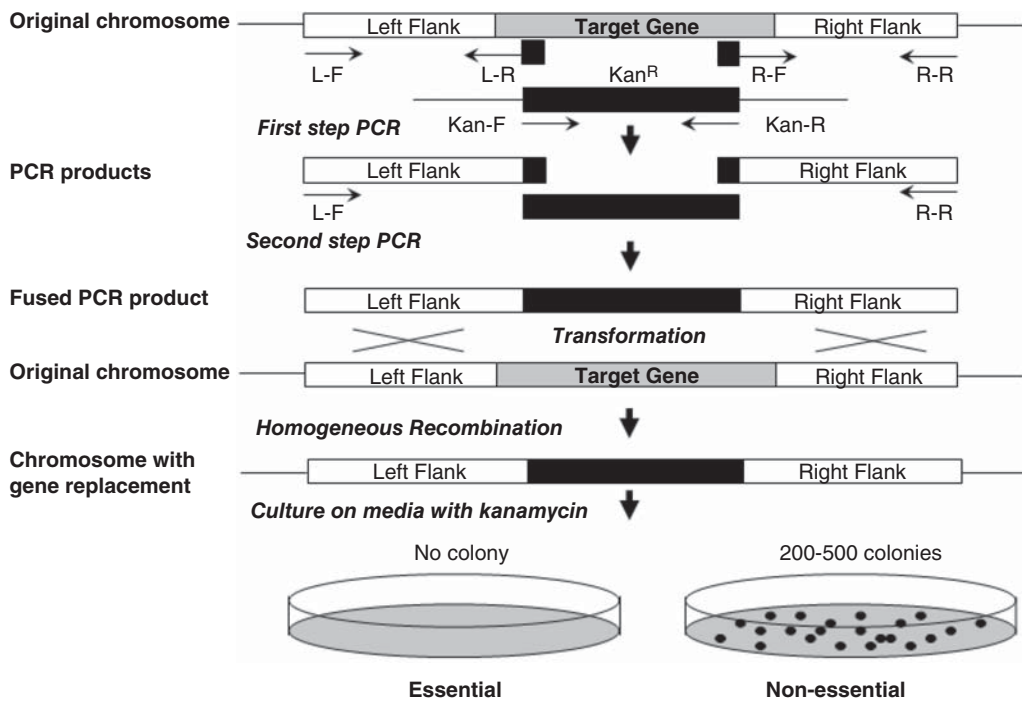 Original chromosome
Left Flank Target Gene Right Flank
L-F L-R Kan^R R-F R-R
Kan-F Kan-R
First step PCR
PCR products
Left Flank Right Flank
L-F R-R
Second step PCR
Fused PCR product
Left Flank Right Flank
Transformation
Original chromosome
Left Flank Target Gene Right Flank
Homogeneous Recombination
Chromosome with
gene replacement
Left Flank Right Flank
Culture on media with kanamycin
No colony 200-500 colonies
Essential Non-essential